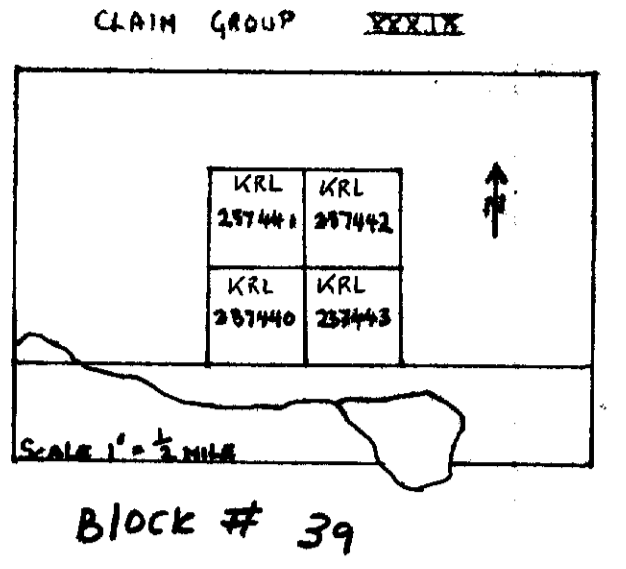 CLAIM GROUP XXXIX
KRL KRL
237441 237442
N
KRL KRL
237440 237443
SCALE 1" = 1/2 MILE
BLOCK # 39